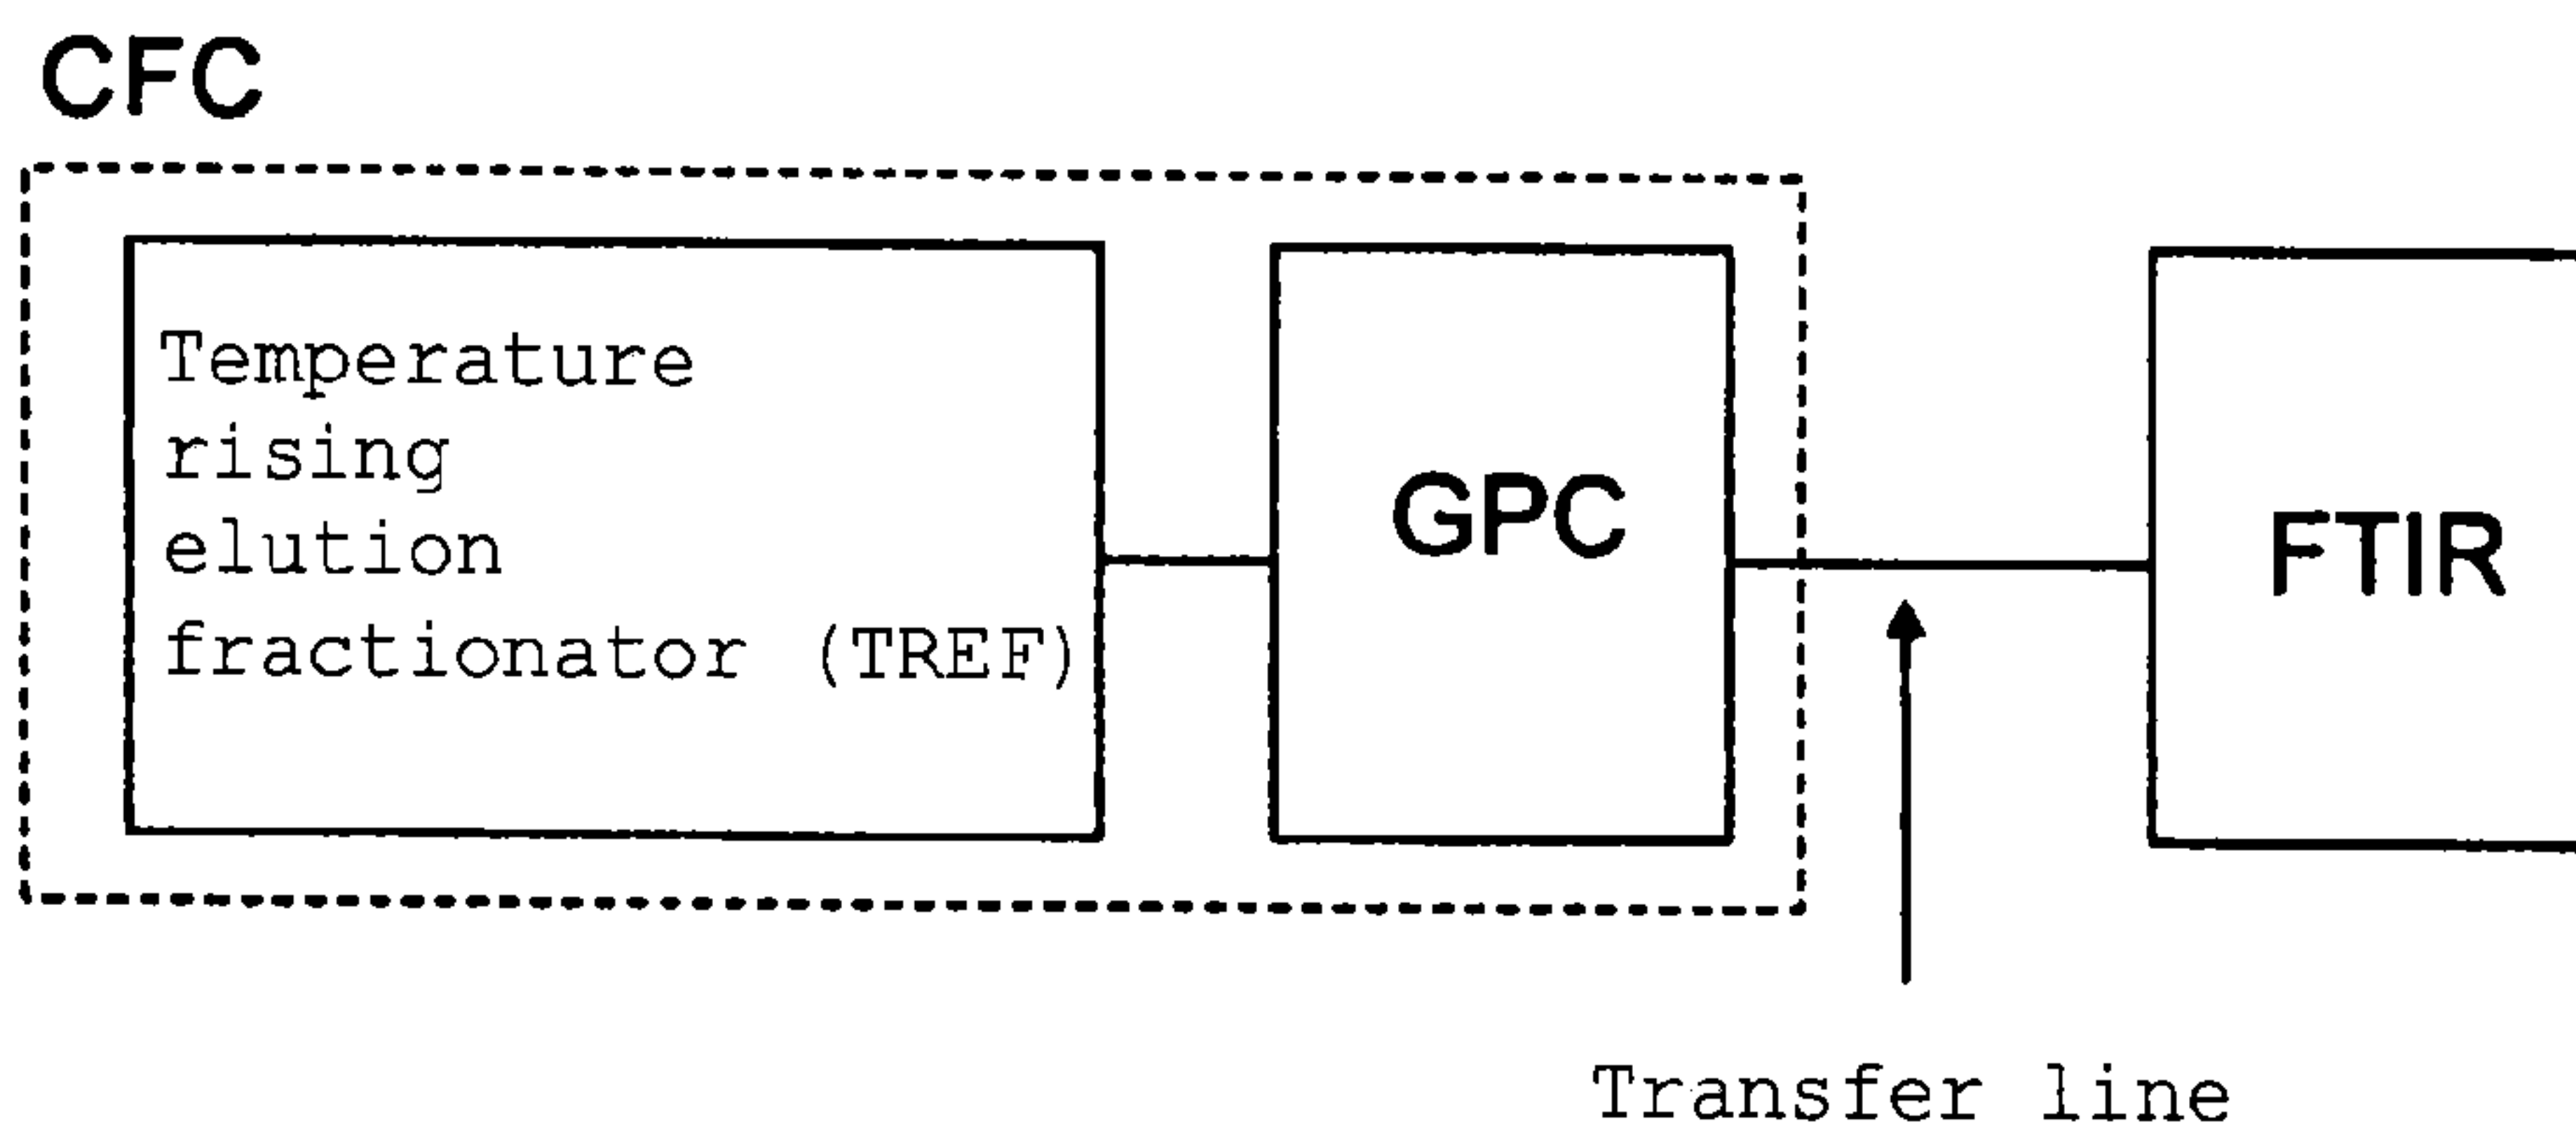 CFC
Temperature
rising
elution
fractionator (TREF)
GPC
FTIR
Transfer line